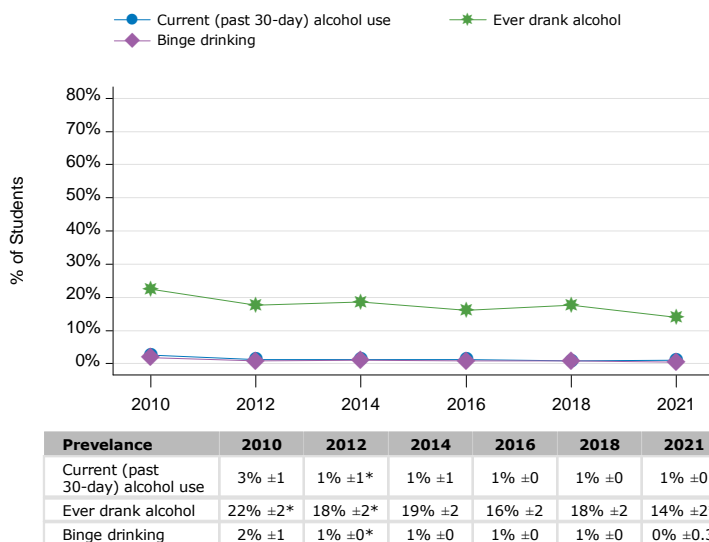 Current (past 30-day) alcohol use
Ever drank alcohol
Binge drinking
% of Students
80%
70%
60%
50%
40%
30%
20%
10%
0%
2010 2012 2014 2016 2018 2021
Prevelance 2010 2012 2014 2016 2018 2021
Current (past
30-day) alcohol use 3% ±1 1% ±1* 1% ±1 1% ±0 1% ±0 1% ±0
Ever drank alcohol 22% ±2* 18% ±2* 19% ±2 16% ±2 18% ±2 14% ±2
Binge drinking 2% ±1 1% ±0* 1% ±0 1% ±0 1% ±0 0% ±0.3